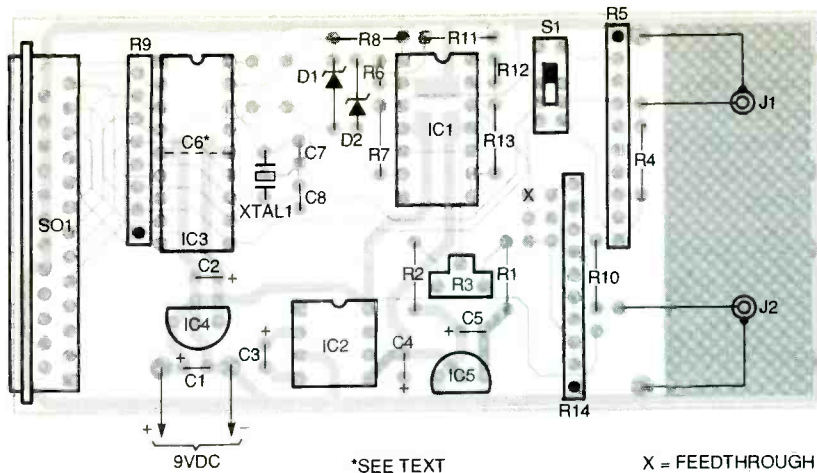 S1
R5
R9
R8
R11
D1
R6
R12
J1
IC1
C6*
C7
D2
R7
R13
R4
XTAL1
C8
X
SO1
IC3
C2
+
R2
R3
R1
R10
IC4
+
C5
J2
+
C3
IC2
C4
+
C1
+
IC5
R14
+
–
9VDC
*SEE TEXT
X = FEEDTHROUGH